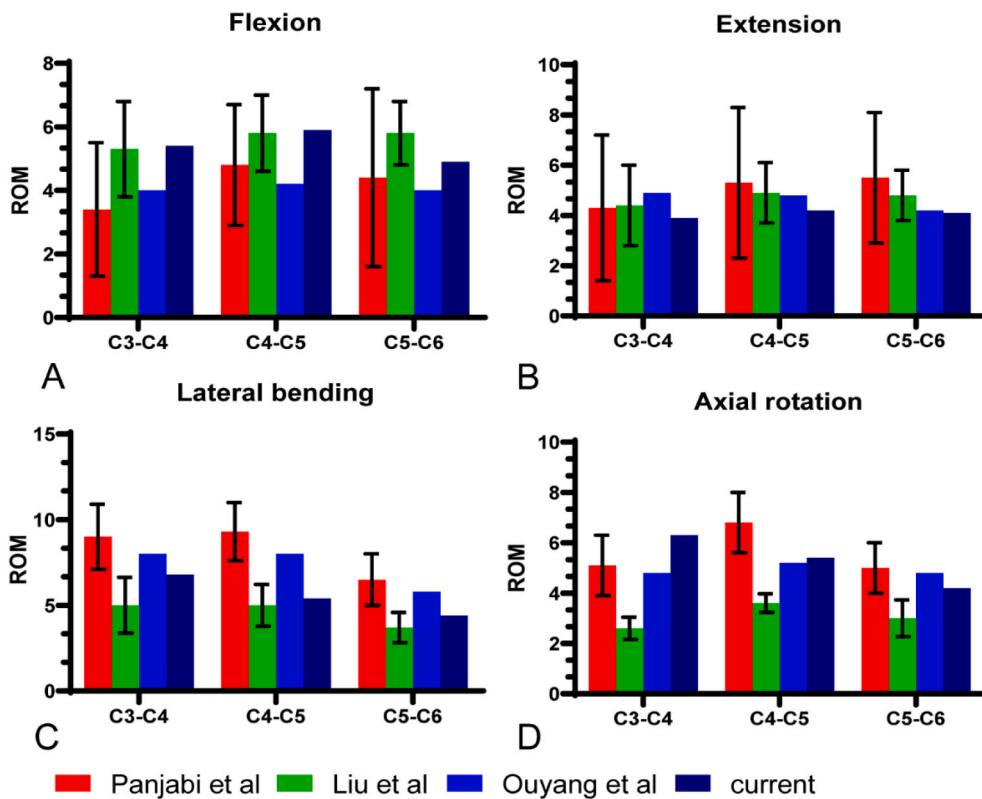 Flexion
8
6
4
2
0
ROM
C3-C4 C4-C5 C5-C6
A
Extension
10
8
6
4
2
0
ROM
C3-C4 C4-C5 C5-C6
B
Lateral bending
15
10
5
0
ROM
C3-C4 C4-C5 C5-C6
C
Axial rotation
10
8
6
4
2
0
ROM
C3-C4 C4-C5 C5-C6
D
Panjabi et al Liu et al Ouyang et al current